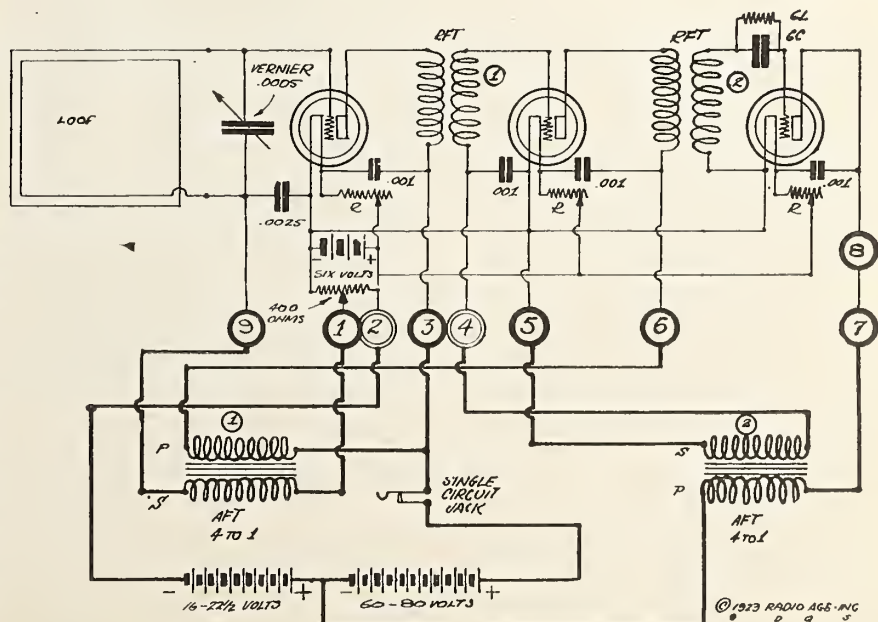 RFT
RFT
GL
GC
VERNIER
.0005
LOOP
①
②
.001
.0025
R
001
.001
R
.001
R
- +
SIX VOLTS
400
OHMS
8
9
1
2
3
4
5
6
7
①
②
P
S
S
P
AFT
4 TO 1
SINGLE
CIRCUIT
JACK
AFT
4 TO 1
- 16-22½ VOLTS +
- 60-80 VOLTS +
© 1923 RADIO AGE·INC